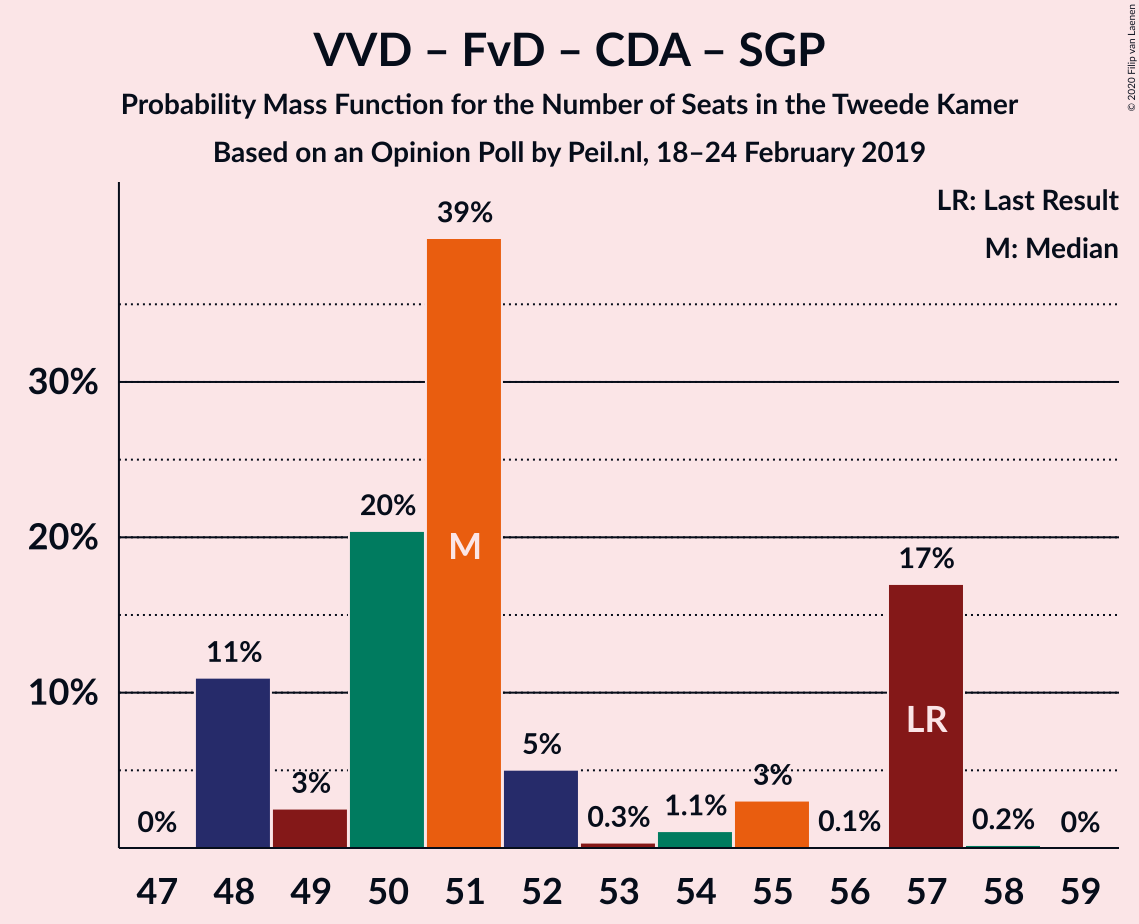 VVD – FvD – CDA – SGP
Probability Mass Function for the Number of Seats in the Tweede Kamer
Based on an Opinion Poll by Peil.nl, 18–24 February 2019
© 2020 Filip van Laenen
LR: Last Result
M: Median
39%
30%
20%
20%
M
17%
11%
10%
LR
5%
3%
3%
0%
0.3%
1.1%
0.1%
0.2%
0%
47 48 49 50 51 52 53 54 55 56 57 58 59